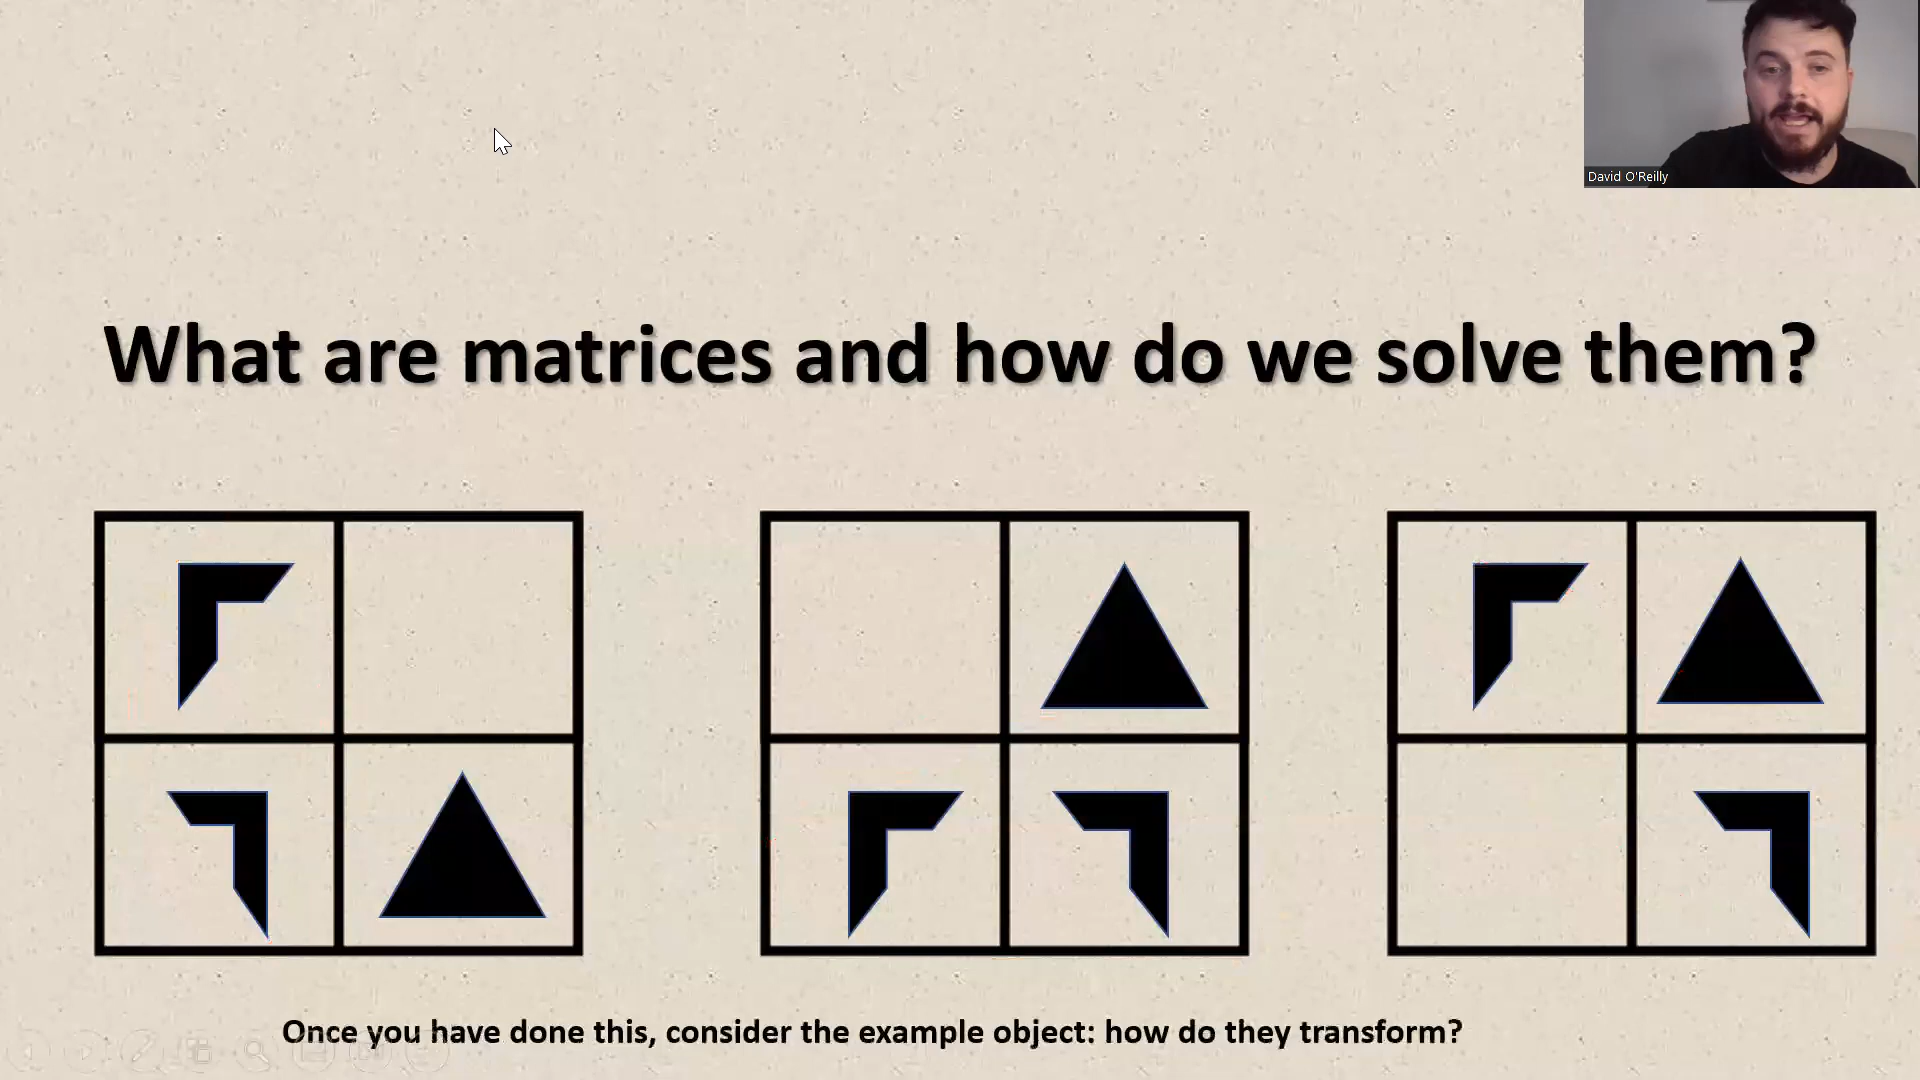 David O'Reilly
What are matrices and how do we solve them?
Once you have done this, consider the example object: how do they transform?